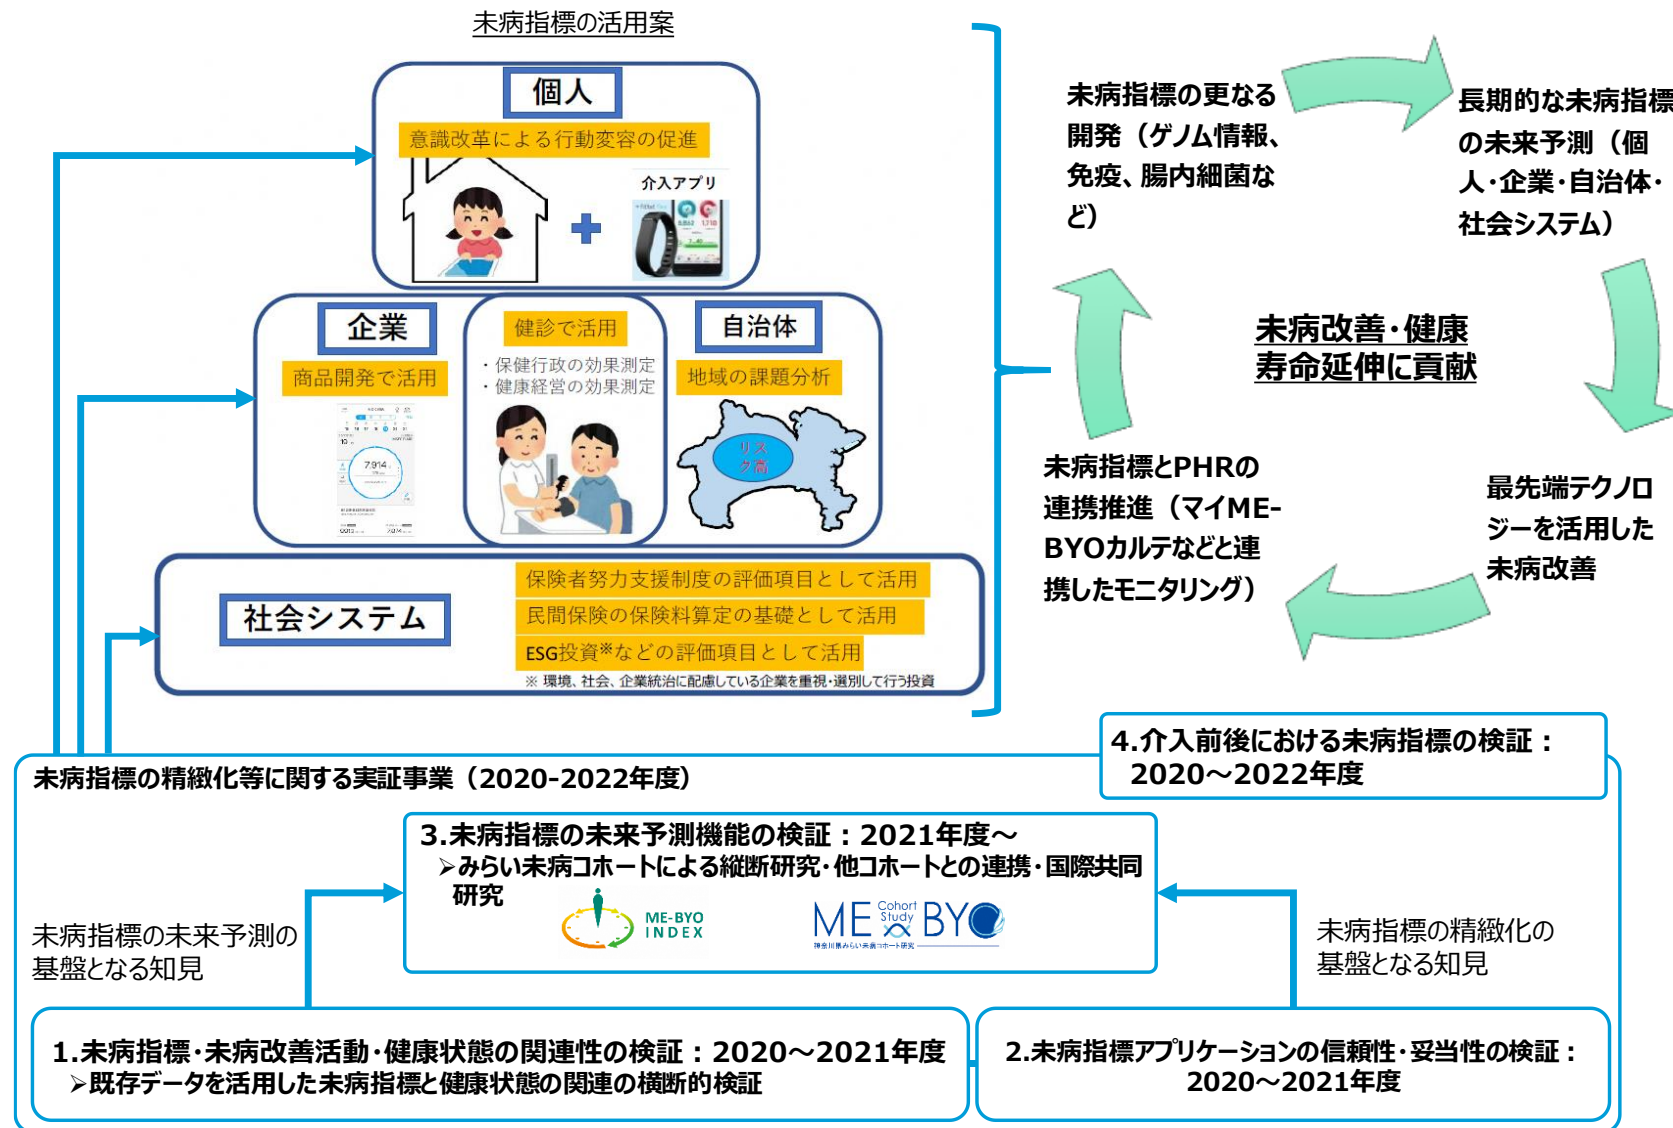 未病指標の活用案
個人
意識改革による行動変容の促進
介入アプリ
企業
商品開発で活用
7,914
健診で活用
・保健行政の効果測定
・健康経営の効果測定
自治体
地域の課題分析
リス
ク高
社会システム
保険者努力支援制度の評価項目として活用
民間保険の保険料算定の基礎として活用
ESG投資※などの評価項目として活用
※ 環境、社会、企業統治に配慮している企業を重視・選別して行う投資
未病指標の更なる
開発（ゲノム情報、
免疫、腸内細菌な
ど）
長期的な未病指標
の未来予測（個
人・企業・自治体・
社会システム）
未病改善・健康
寿命延伸に貢献
未病指標とPHRの
連携推進（マイME-
BYOカルテなどと連
携したモニタリング）
最先端テクノロ
ジーを活用した
未病改善
4.介入前後における未病指標の検証：
2020～2022年度
未病指標の精緻化等に関する実証事業（2020-2022年度）
3.未病指標の未来予測機能の検証：2021年度～
➢みらい未病コホートによる縦断研究・他コホートとの連携・国際共同
研究
ME-BYO
INDEX
ME Cohort Study BYO
神奈川県みらい未病コホート研究
未病指標の未来予測の
基盤となる知見
未病指標の精緻化の
基盤となる知見
1.未病指標・未病改善活動・健康状態の関連性の検証：2020～2021年度
➢既存データを活用した未病指標と健康状態の関連の横断的検証
2.未病指標アプリケーションの信頼性・妥当性の検証：
2020～2021年度